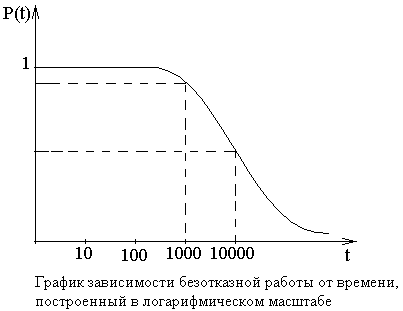 P(t)
1
10 100 1000 10000 t
График зависимости безотказной работы от времени,
построенный в логарифмическом масштабе